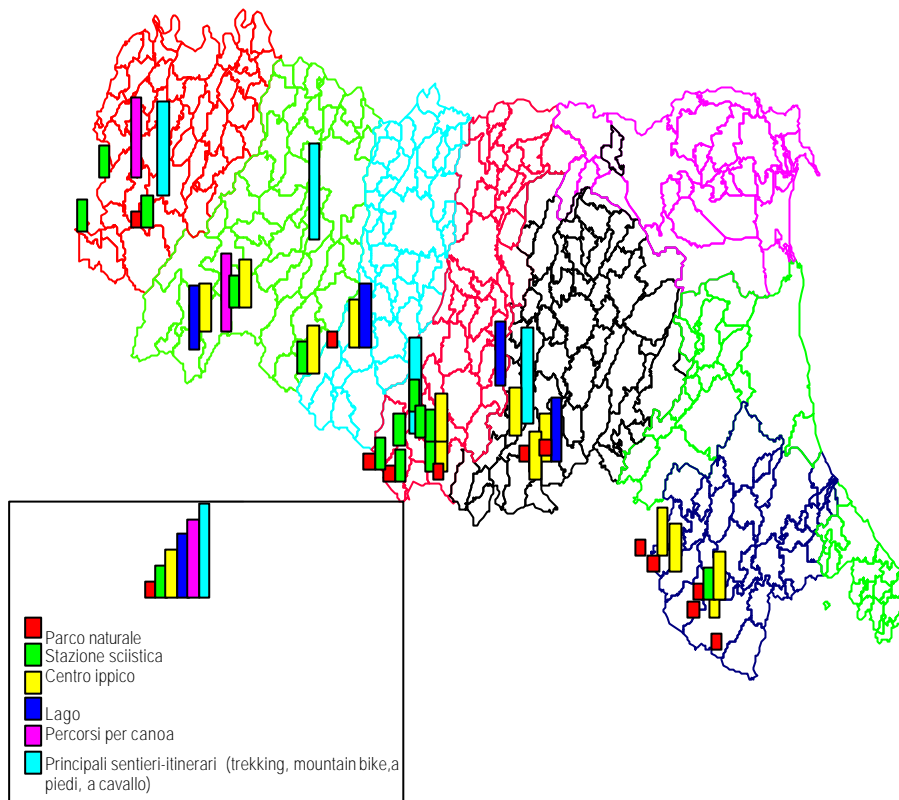 Parco naturale
Stazione sciistica
Centro ippico
Lago
Percorsi per canoa
Principali sentieri-itinerari (trekking, mountain bike,a
piedi, a cavallo)